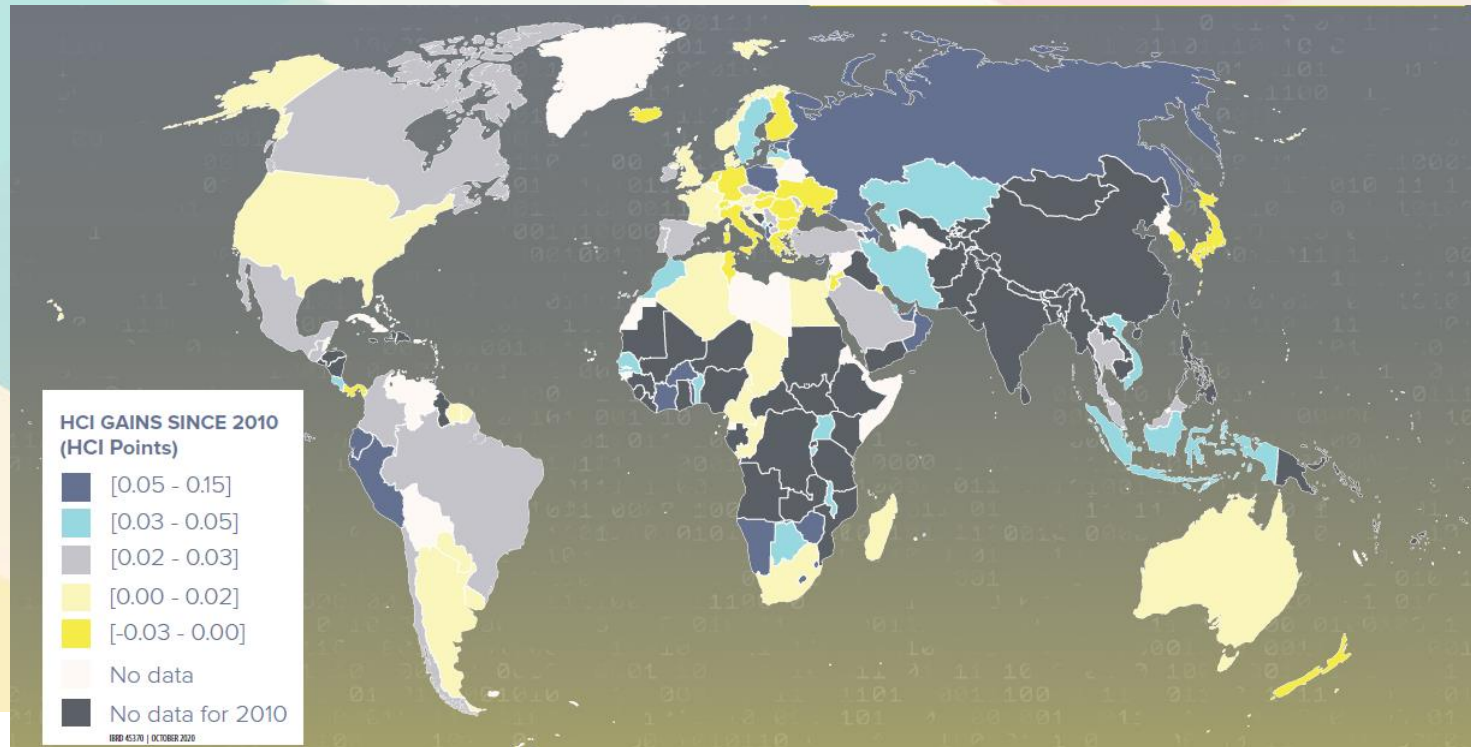 HCI GAINS SINCE 2010
(HCI Points)
[0.05 - 0.15]
[0.03 - 0.05]
[0.02 - 0.03]
[0.00 - 0.02]
[-0.03 - 0.00]
No data
No data for 2010
IBRD 45370 | OCTOBER 2020